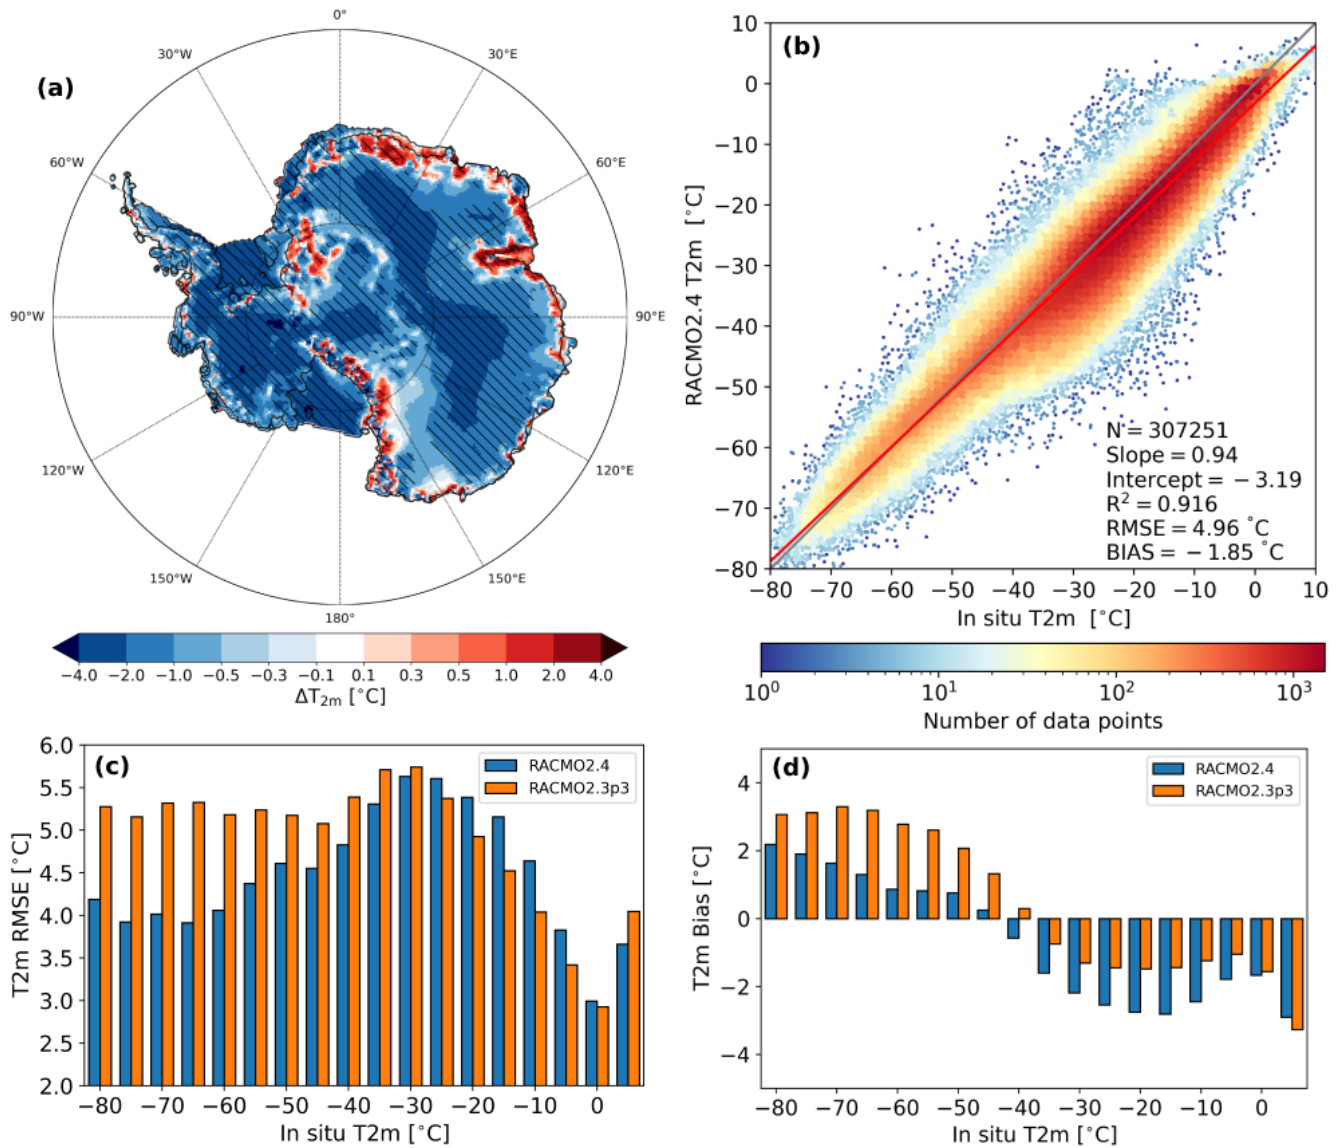 (a)
0°
30°W
30°E
60°W
60°E
90°W
90°E
120°W
120°E
150°W
150°E
180°
−4.0 −2.0 −1.0 −0.5 −0.3 −0.1 0.1 0.3 0.5 1.0 2.0 4.0
ΔT2m [°C]
(b)
10
0
−10
−20
−30
−40
−50
−60
−70
−80
RACMO2.4 T2m [°C]
N = 307251
Slope = 0.94
Intercept = −3.19
R² = 0.916
RMSE = 4.96 °C
BIAS = −1.85 °C
−80 −70 −60 −50 −40 −30 −20 −10 0 10
In situ T2m [°C]
10⁰ 10¹ 10² 10³
Number of data points
(c)
RACMO2.4
RACMO2.3p3
6.0
5.5
5.0
4.5
4.0
3.5
3.0
2.5
2.0
T2m RMSE [°C]
−80 −70 −60 −50 −40 −30 −20 −10 0
In situ T2m [°C]
(d)
RACMO2.4
RACMO2.3p3
4
2
0
−2
−4
T2m Bias [°C]
−80 −70 −60 −50 −40 −30 −20 −10 0
In situ T2m [°C]